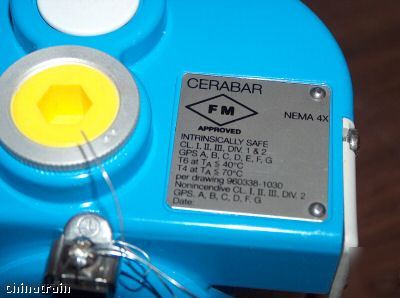 CERABAR
FM
NEMA 4X
APPROVED
INTRINSICALLY SAFE
CL. I, II, III, DIV. 1 & 2
GPS A, B, C, D, E, F, G
T6 at TA ≤ 40°C
T4 at TA ≤ 70°C
per drawing 960338-1030
Nonincendive CL. I, II, III, DIV. 2
GPS. A, B, C, D, F, G
Date:
Chinatrain